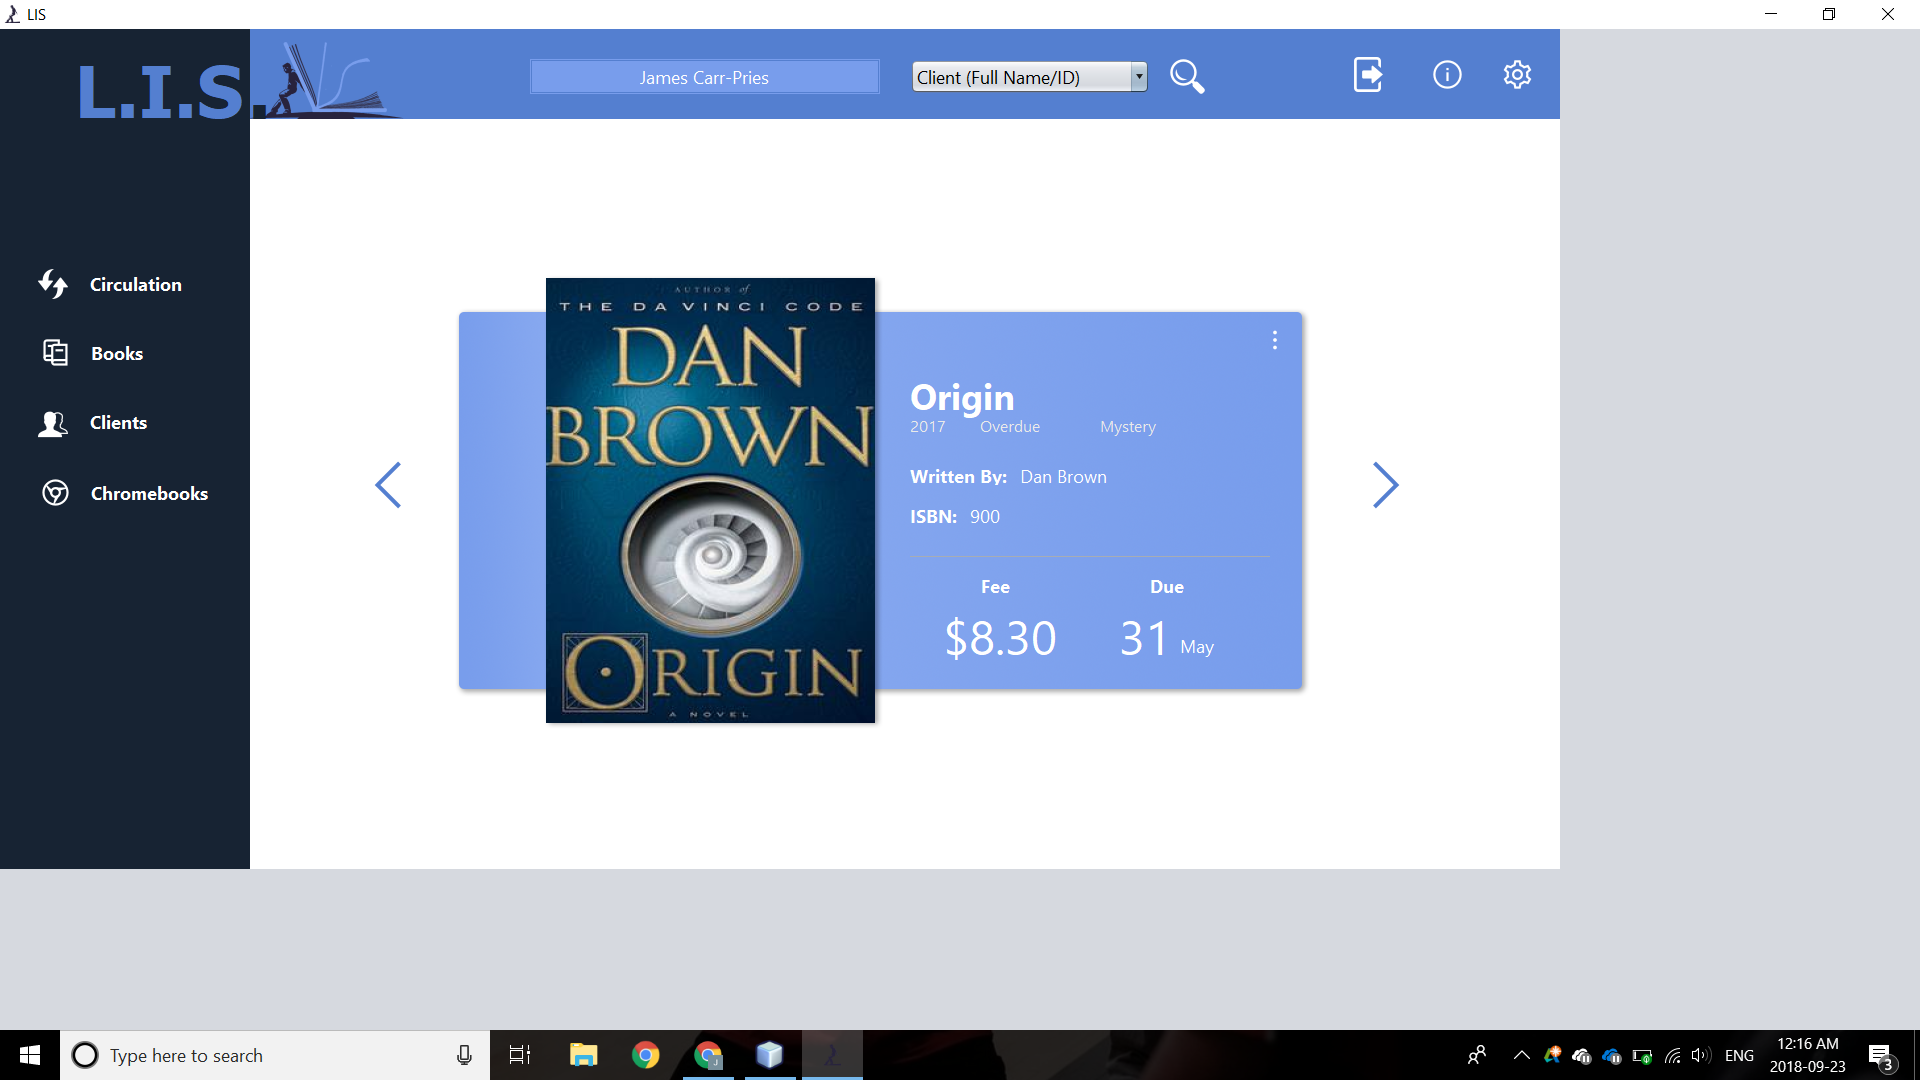 LIS
L.I.S.
James Carr-Pries
Client (Full Name/ID)
Circulation
Books
Clients
Chromebooks
AUTHOR of
THE DA VINCI CODE
DAN
BROWN
ORIGIN
A NOVEL
Origin
2017 Overdue Mystery
Written By: Dan Brown
ISBN: 900
Fee Due
$8.30 31 May
Type here to search
ENG
12:16 AM
2018-09-23
3